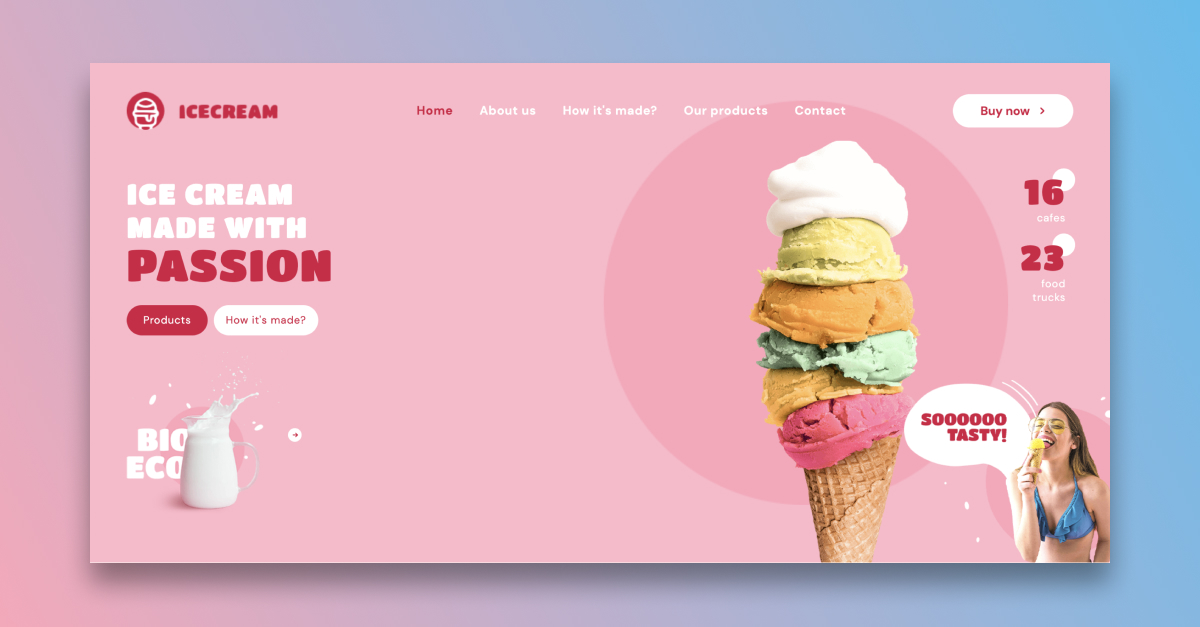 ICECREAM
Home About us How it's made? Our products Contact
Buy now
ICE CREAM
MADE WITH
PASSION
Products How it's made?
16
cafes
23
food
trucks
BIO
ECO
SOOOOOO
TASTY!